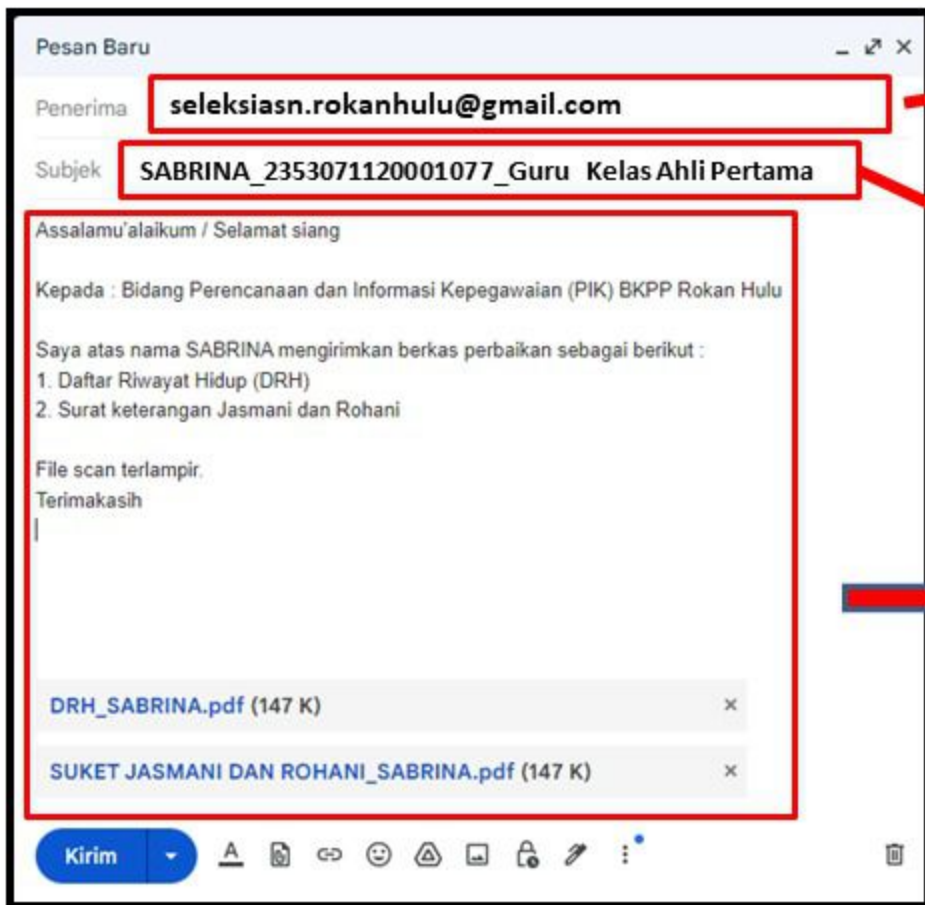 Pesan Baru
Penerima seleksiasn.rokanhulu@gmail.com
Subjek SABRINA_2353071120001077_Guru Kelas Ahli Pertama
Assalamu'alaikum / Selamat siang
Kepada : Bidang Perencanaan dan Informasi Kepegawaian (PIK) BKPP Rokan Hulu
Saya atas nama SABRINA mengirimkan berkas perbaikan sebagai berikut :
1. Daftar Riwayat Hidup (DRH)
2. Surat keterangan Jasmani dan Rohani
File scan terlampir.
Terimakasih
DRH_SABRINA.pdf (147 K)
SUKET JASMANI DAN ROHANI_SABRINA.pdf (147 K)
Kirim